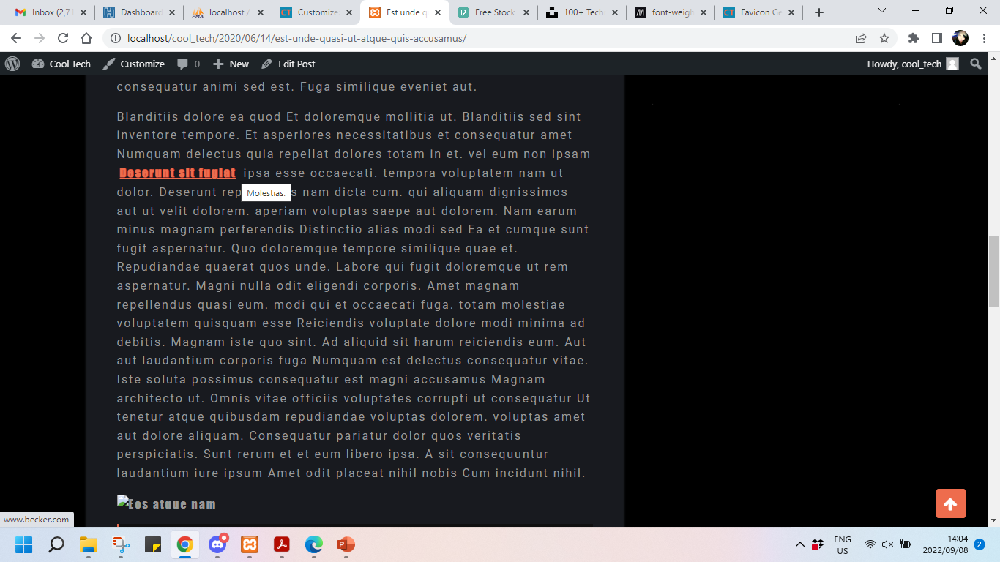 Inbox (2,71
Dashboard
localhost /
Customize
Est unde q
Free Stock
100+ Tech
font-weigh
Favicon Ge
localhost/cool_tech/2020/06/14/est-unde-quasi-ut-atque-quis-accusamus/
Cool Tech Customize 0 New Edit Post Howdy, cool_tech
consequatur animi sed est. Fuga similique eveniet aut.
Blanditiis dolore ea quod Et doloremque mollitia ut. Blanditiis sed sint
inventore tempore. Et asperiores necessitatibus et consequatur amet
Numquam delectus quia repellat dolores totam in et. vel eum non ipsam
Deserunt sit fugiat ipsa esse occaecati. tempora voluptatem nam ut
dolor. Deserunt rep s nam dicta cum. qui aliquam dignissimos
Molestias.
aut ut velit dolorem. aperiam voluptas saepe aut dolorem. Nam earum
minus magnam perferendis Distinctio alias modi sed Ea et cumque sunt
fugit aspernatur. Quo doloremque tempore similique quae et.
Repudiandae quaerat quos unde. Labore qui fugit doloremque ut rem
aspernatur. Magni nulla odit eligendi corporis. Amet magnam
repellendus quasi eum. modi qui et occaecati fuga. totam molestiae
voluptatem quisquam esse Reiciendis voluptate dolore modi minima ad
debitis. Magnam iste quo sint. Ad aliquid sit harum reiciendis eum. Aut
aut laudantium corporis fuga Numquam est delectus consequatur vitae.
Iste soluta possimus consequatur est magni accusamus Magnam
architecto ut. Omnis vitae officiis voluptates corrupti ut consequatur Ut
tenetur atque quibusdam repudiandae voluptas dolorem. voluptas amet
aut dolore aliquam. Consequatur pariatur dolor quos veritatis
perspiciatis. Sunt rerum et et eum libero ipsa. A sit consequuntur
laudantium iure ipsum Amet odit placeat nihil nobis Cum incidunt nihil.
Eos atque nam
www.becker.com
ENG
US
14:04
2022/09/08
2